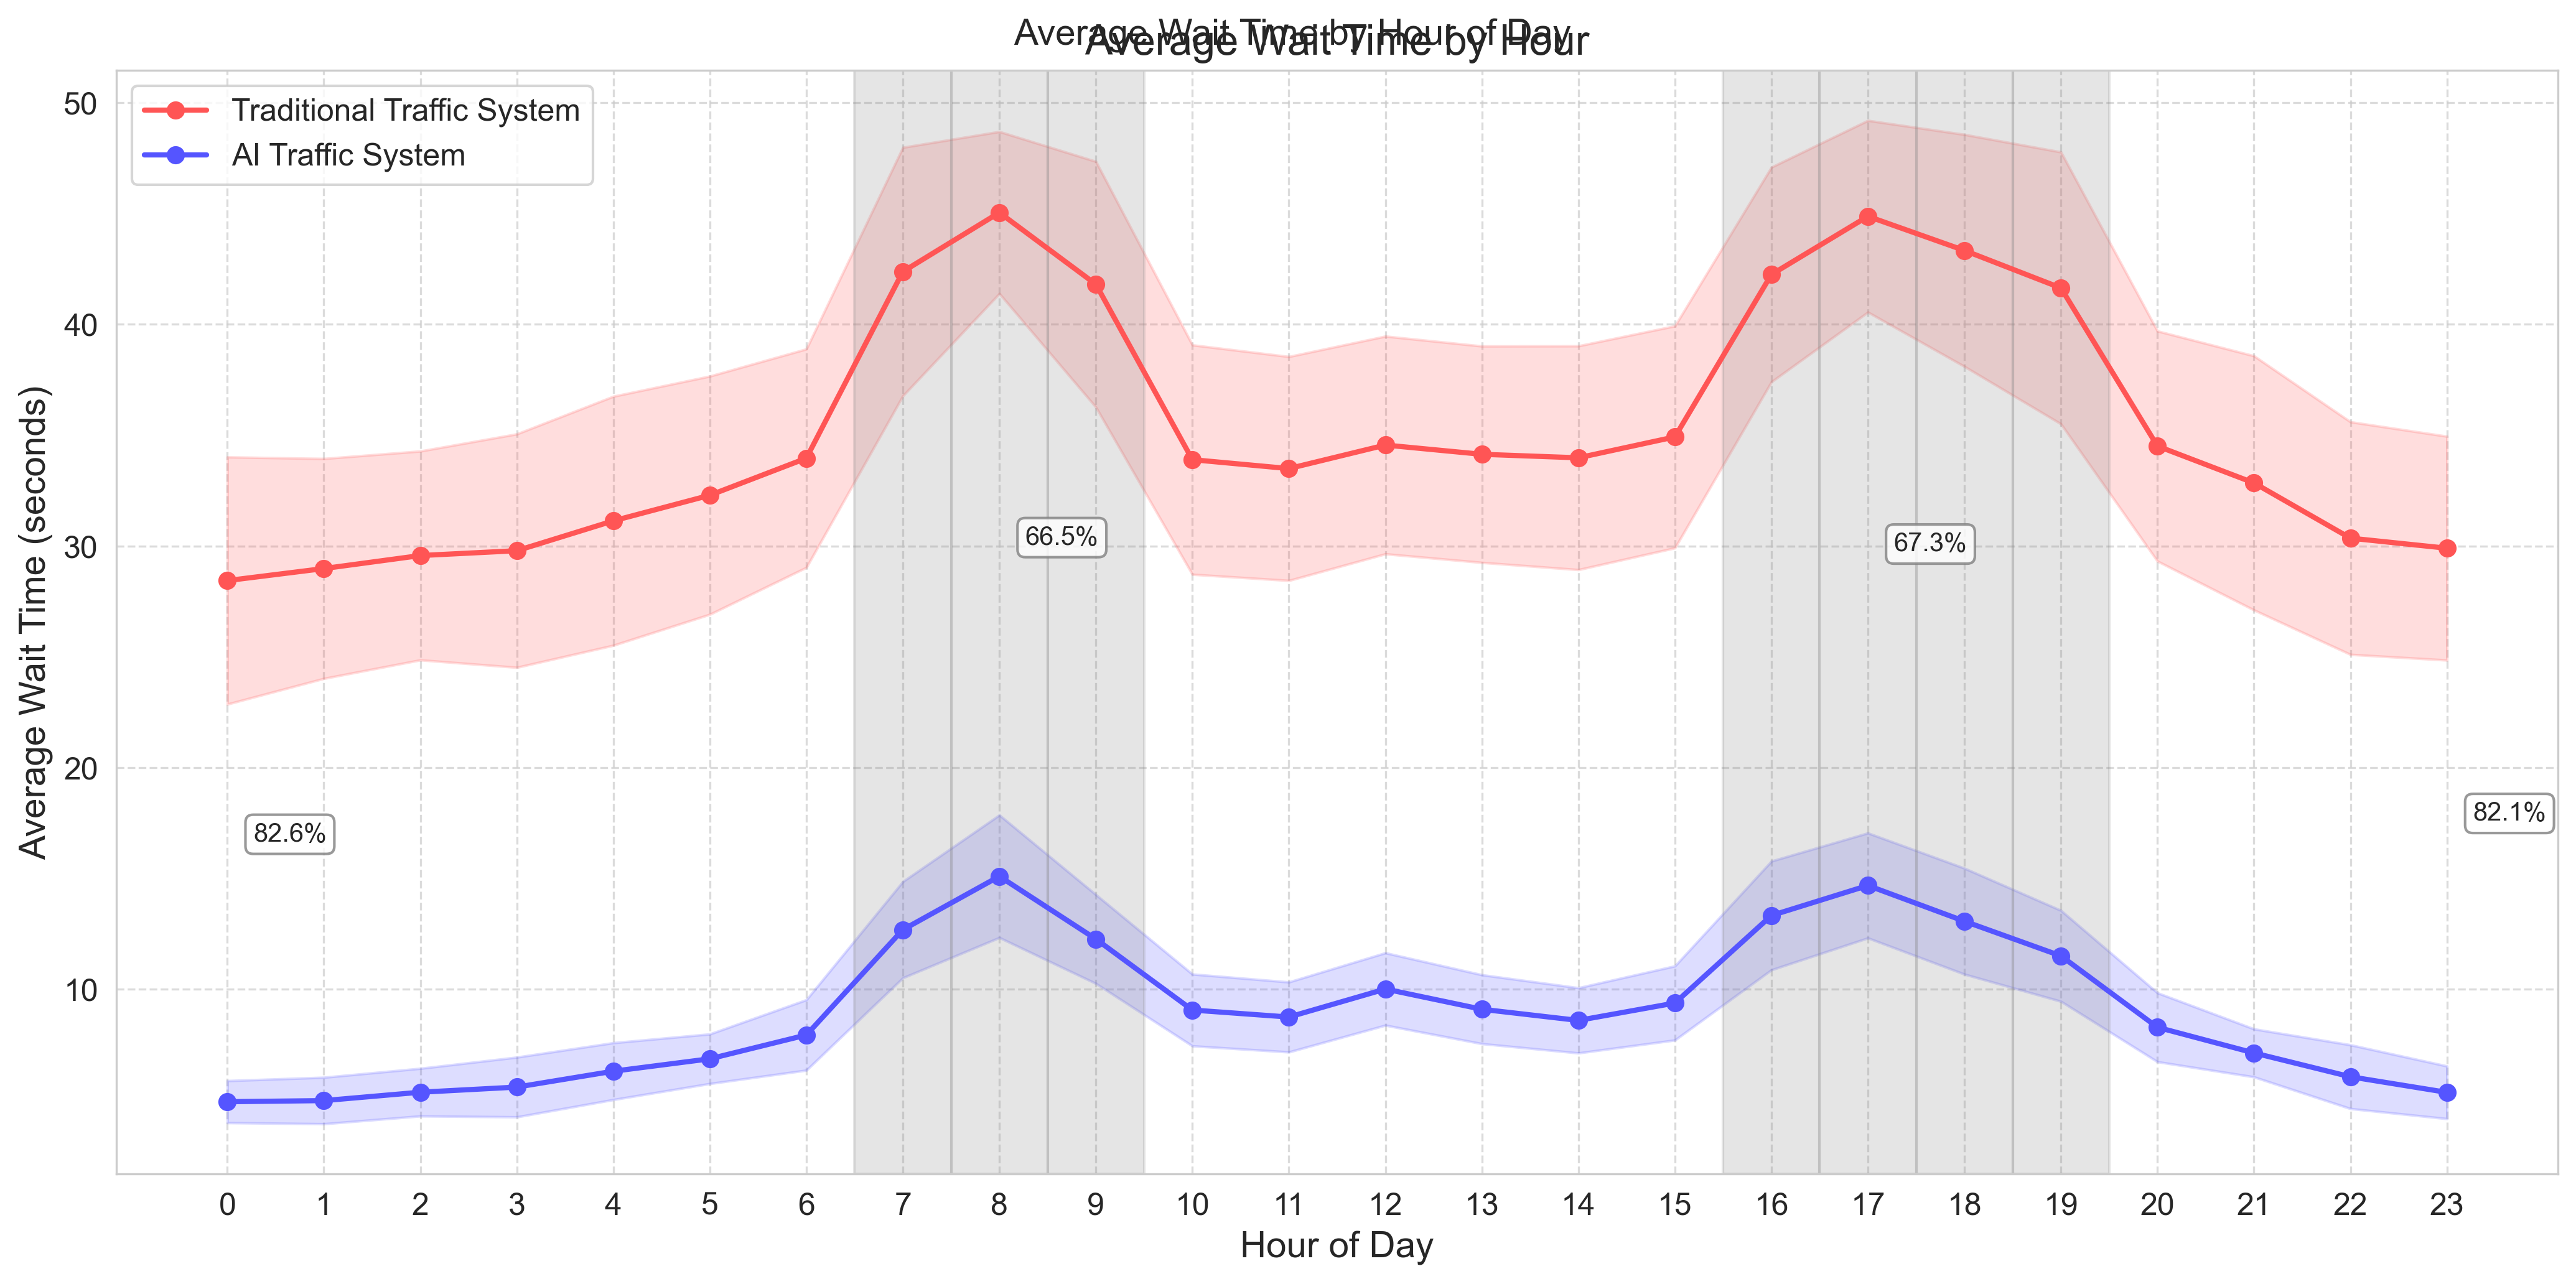 Average Wait Time by Hour of Day
Average Wait Time by Hour
Traditional Traffic System
AI Traffic System
Average Wait Time (seconds)
50
40
30
20
10
82.6%
66.5%
67.3%
82.1%
0 1 2 3 4 5 6 7 8 9 10 11 12 13 14 15 16 17 18 19 20 21 22 23
Hour of Day